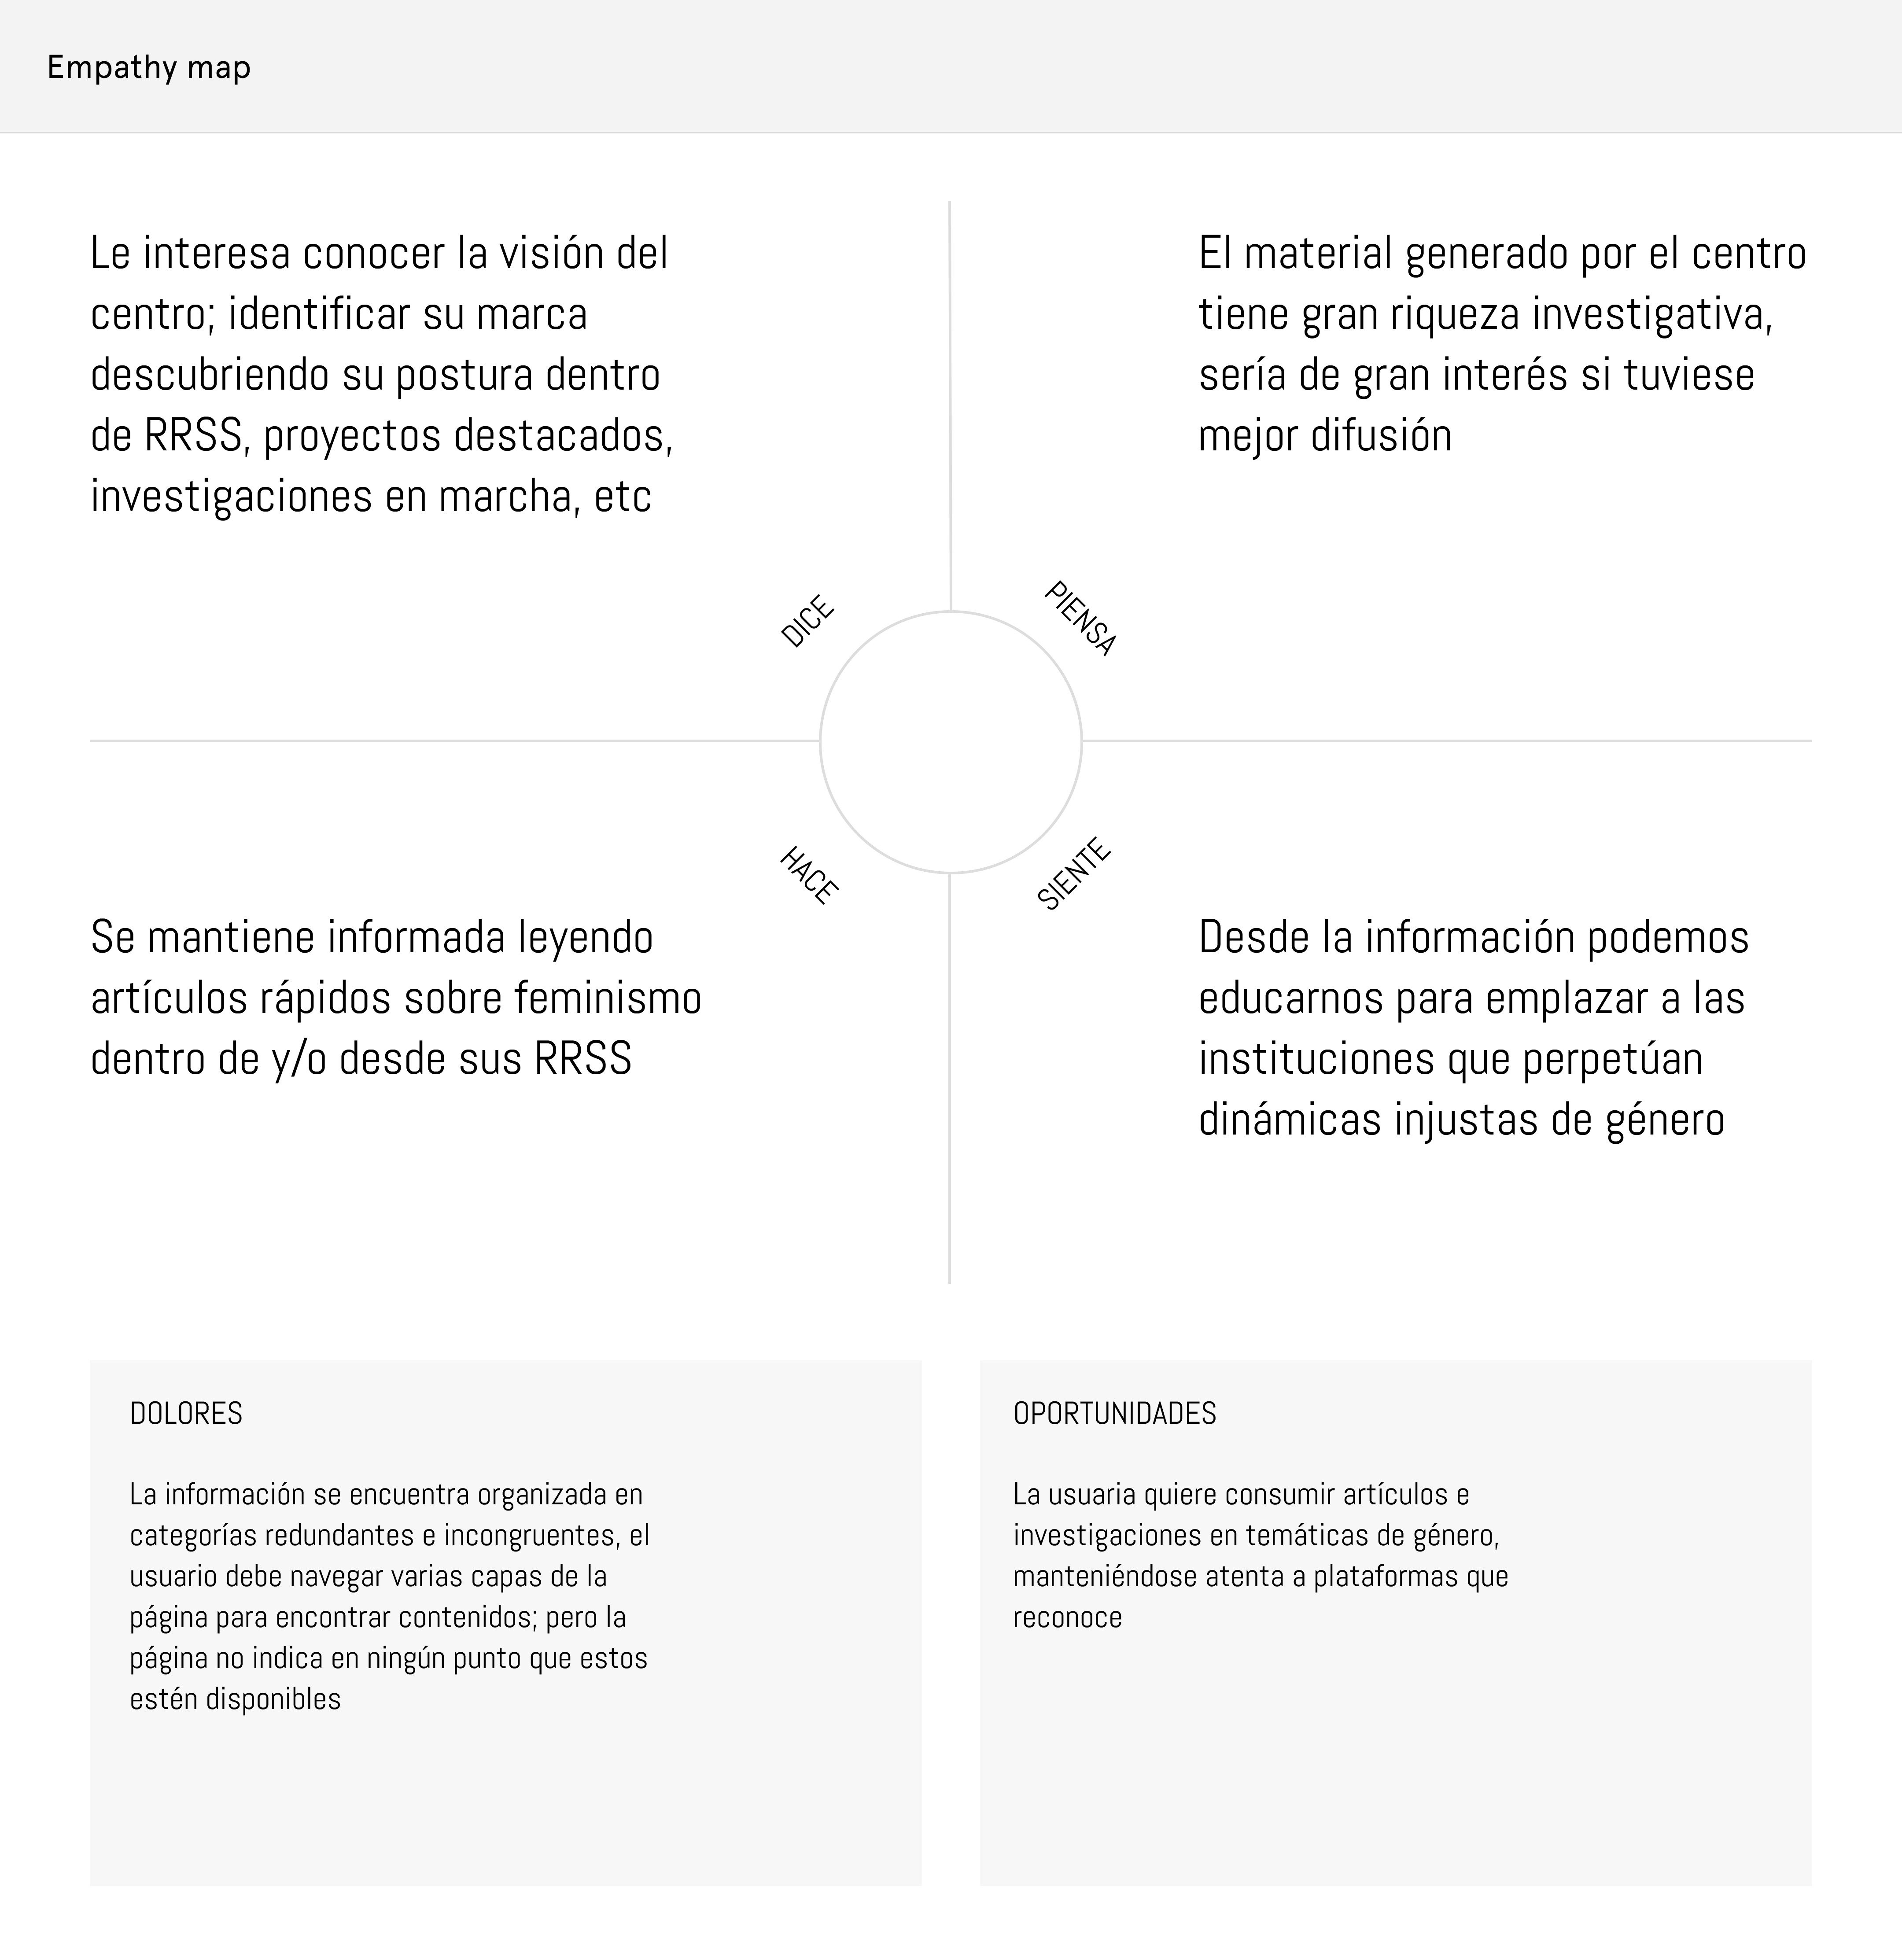 Empathy map
Le interesa conocer la visión del
centro; identificar su marca
descubriendo su postura dentro
de RRSS, proyectos destacados,
investigaciones en marcha, etc
El material generado por el centro
tiene gran riqueza investigativa,
sería de gran interés si tuviese
mejor difusión
DICE
PIENSA
HACE
SIENTE
Se mantiene informada leyendo
artículos rápidos sobre feminismo
dentro de y/o desde sus RRSS
Desde la información podemos
educarnos para emplazar a las
instituciones que perpetúan
dinámicas injustas de género
DOLORES
La información se encuentra organizada en
categorías redundantes e incongruentes, el
usuario debe navegar varias capas de la
página para encontrar contenidos; pero la
página no indica en ningún punto que estos
estén disponibles
OPORTUNIDADES
La usuaria quiere consumir artículos e
investigaciones en temáticas de género,
manteniéndose atenta a plataformas que
reconoce